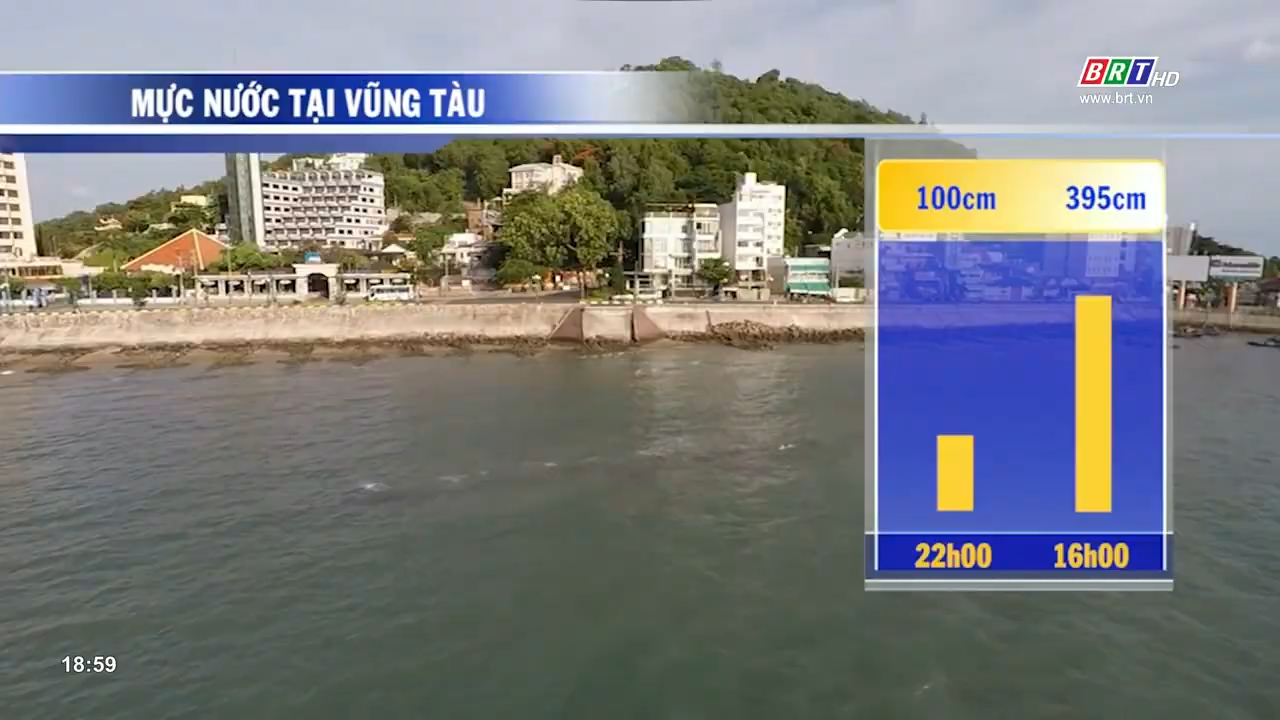 MỰC NƯỚC TẠI VŨNG TÀU
BRT HD
www.brt.vn
100cm 395cm
22h00 16h00
18:59